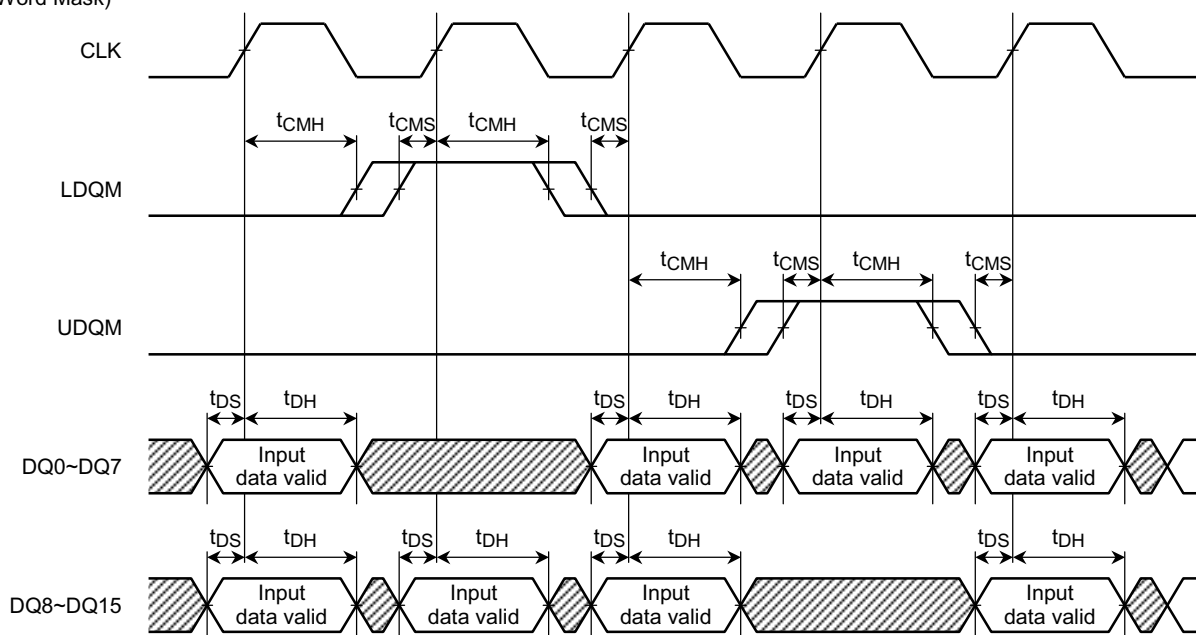 Word Mask)
CLK
tCMH tCMS tCMH tCMS
LDQM
tCMH tCMS tCMH tCMS
UDQM
tDS tDH tDS tDH tDS tDH tDS tDH
DQ0~DQ7
Input data valid
Input data valid
Input data valid
Input data valid
tDS tDH tDS tDH tDS tDH tDS tDH
DQ8~DQ15
Input data valid
Input data valid
Input data valid
Input data valid